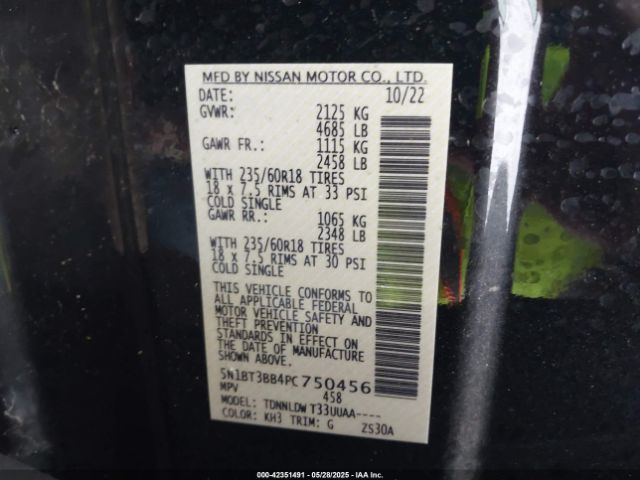 MFD BY NISSAN MOTOR CO., LTD.
DATE: 10/22
GVWR: 2125 KG
4685 LB
GAWR FR.: 1115 KG
2458 LB
WITH 235/60R18 TIRES
18 x 7.5 RIMS AT 33 PSI
COLD SINGLE
GAWR RR.: 1065 KG
2348 LB
WITH 235/60R18 TIRES
18 x 7.5 RIMS AT 30 PSI
COLD SINGLE
THIS VEHICLE CONFORMS TO
ALL APPLICABLE FEDERAL
MOTOR VEHICLE SAFETY AND
THEFT PREVENTION
STANDARDS IN EFFECT ON
THE DATE OF MANUFACTURE
SHOWN ABOVE.
5N1BT3BB4PC750456
MPV 458
MODEL: TDNNLDW T33UUAA----
COLOR: KH3 TRIM: G ZS30A
000-42351491 - 05/28/2025 - IAA Inc.